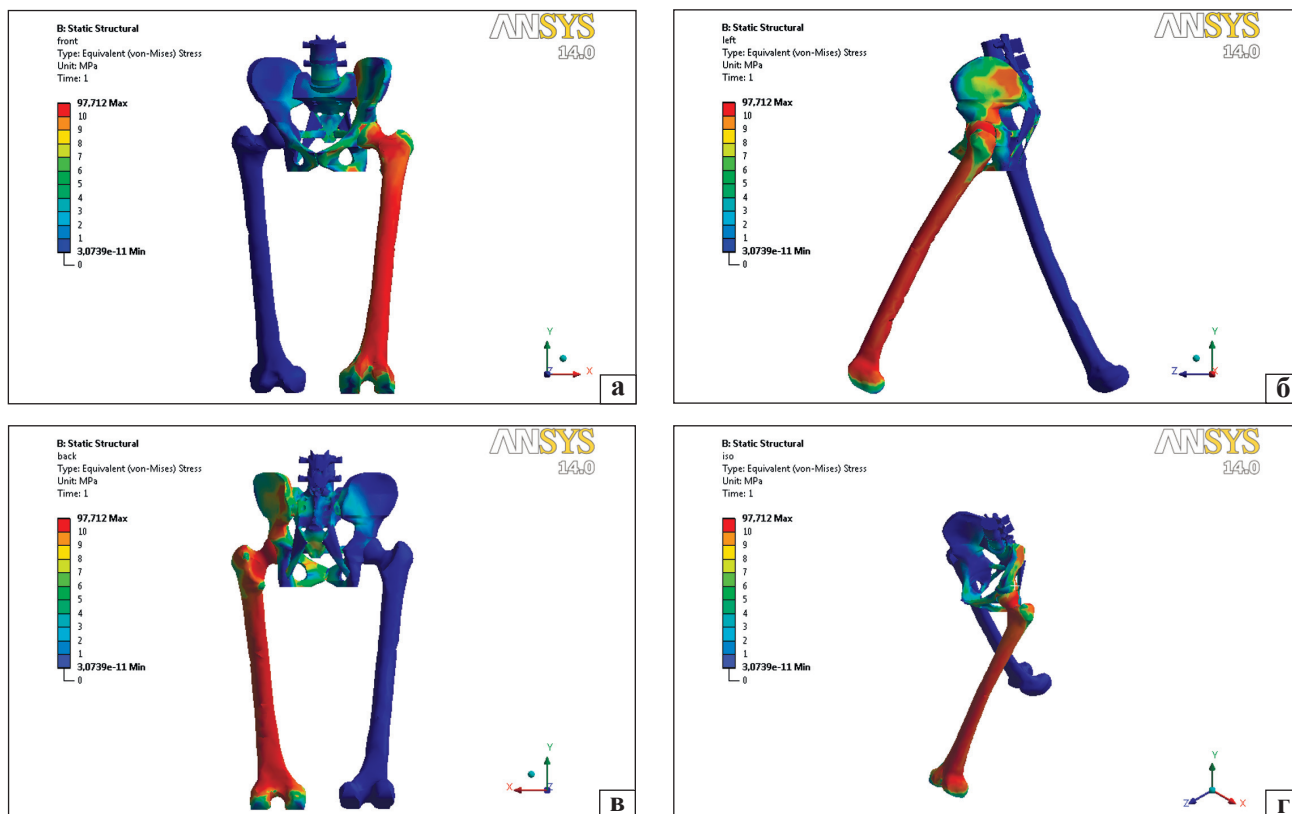 B: Static Structural
front
Type: Equivalent (von-Mises) Stress
Unit: MPa
Time: 1
97,712 Max
10
9
8
7
6
5
4
3
2
1
3,0739e-11 Min
0
ANSYS
14.0
Y
Z
X
а
B: Static Structural
left
Type: Equivalent (von-Mises) Stress
Unit: MPa
Time: 1
97,712 Max
10
9
8
7
6
5
4
3
2
1
3,0739e-11 Min
0
ANSYS
14.0
Y
Z
X
б
B: Static Structural
back
Type: Equivalent (von-Mises) Stress
Unit: MPa
Time: 1
97,712 Max
10
9
8
7
6
5
4
3
2
1
3,0739e-11 Min
0
ANSYS
14.0
Y
X
Z
в
B: Static Structural
iso
Type: Equivalent (von-Mises) Stress
Unit: MPa
Time: 1
97,712 Max
10
9
8
7
6
5
4
3
2
1
3,0739e-11 Min
0
ANSYS
14.0
Y
Z
X
г